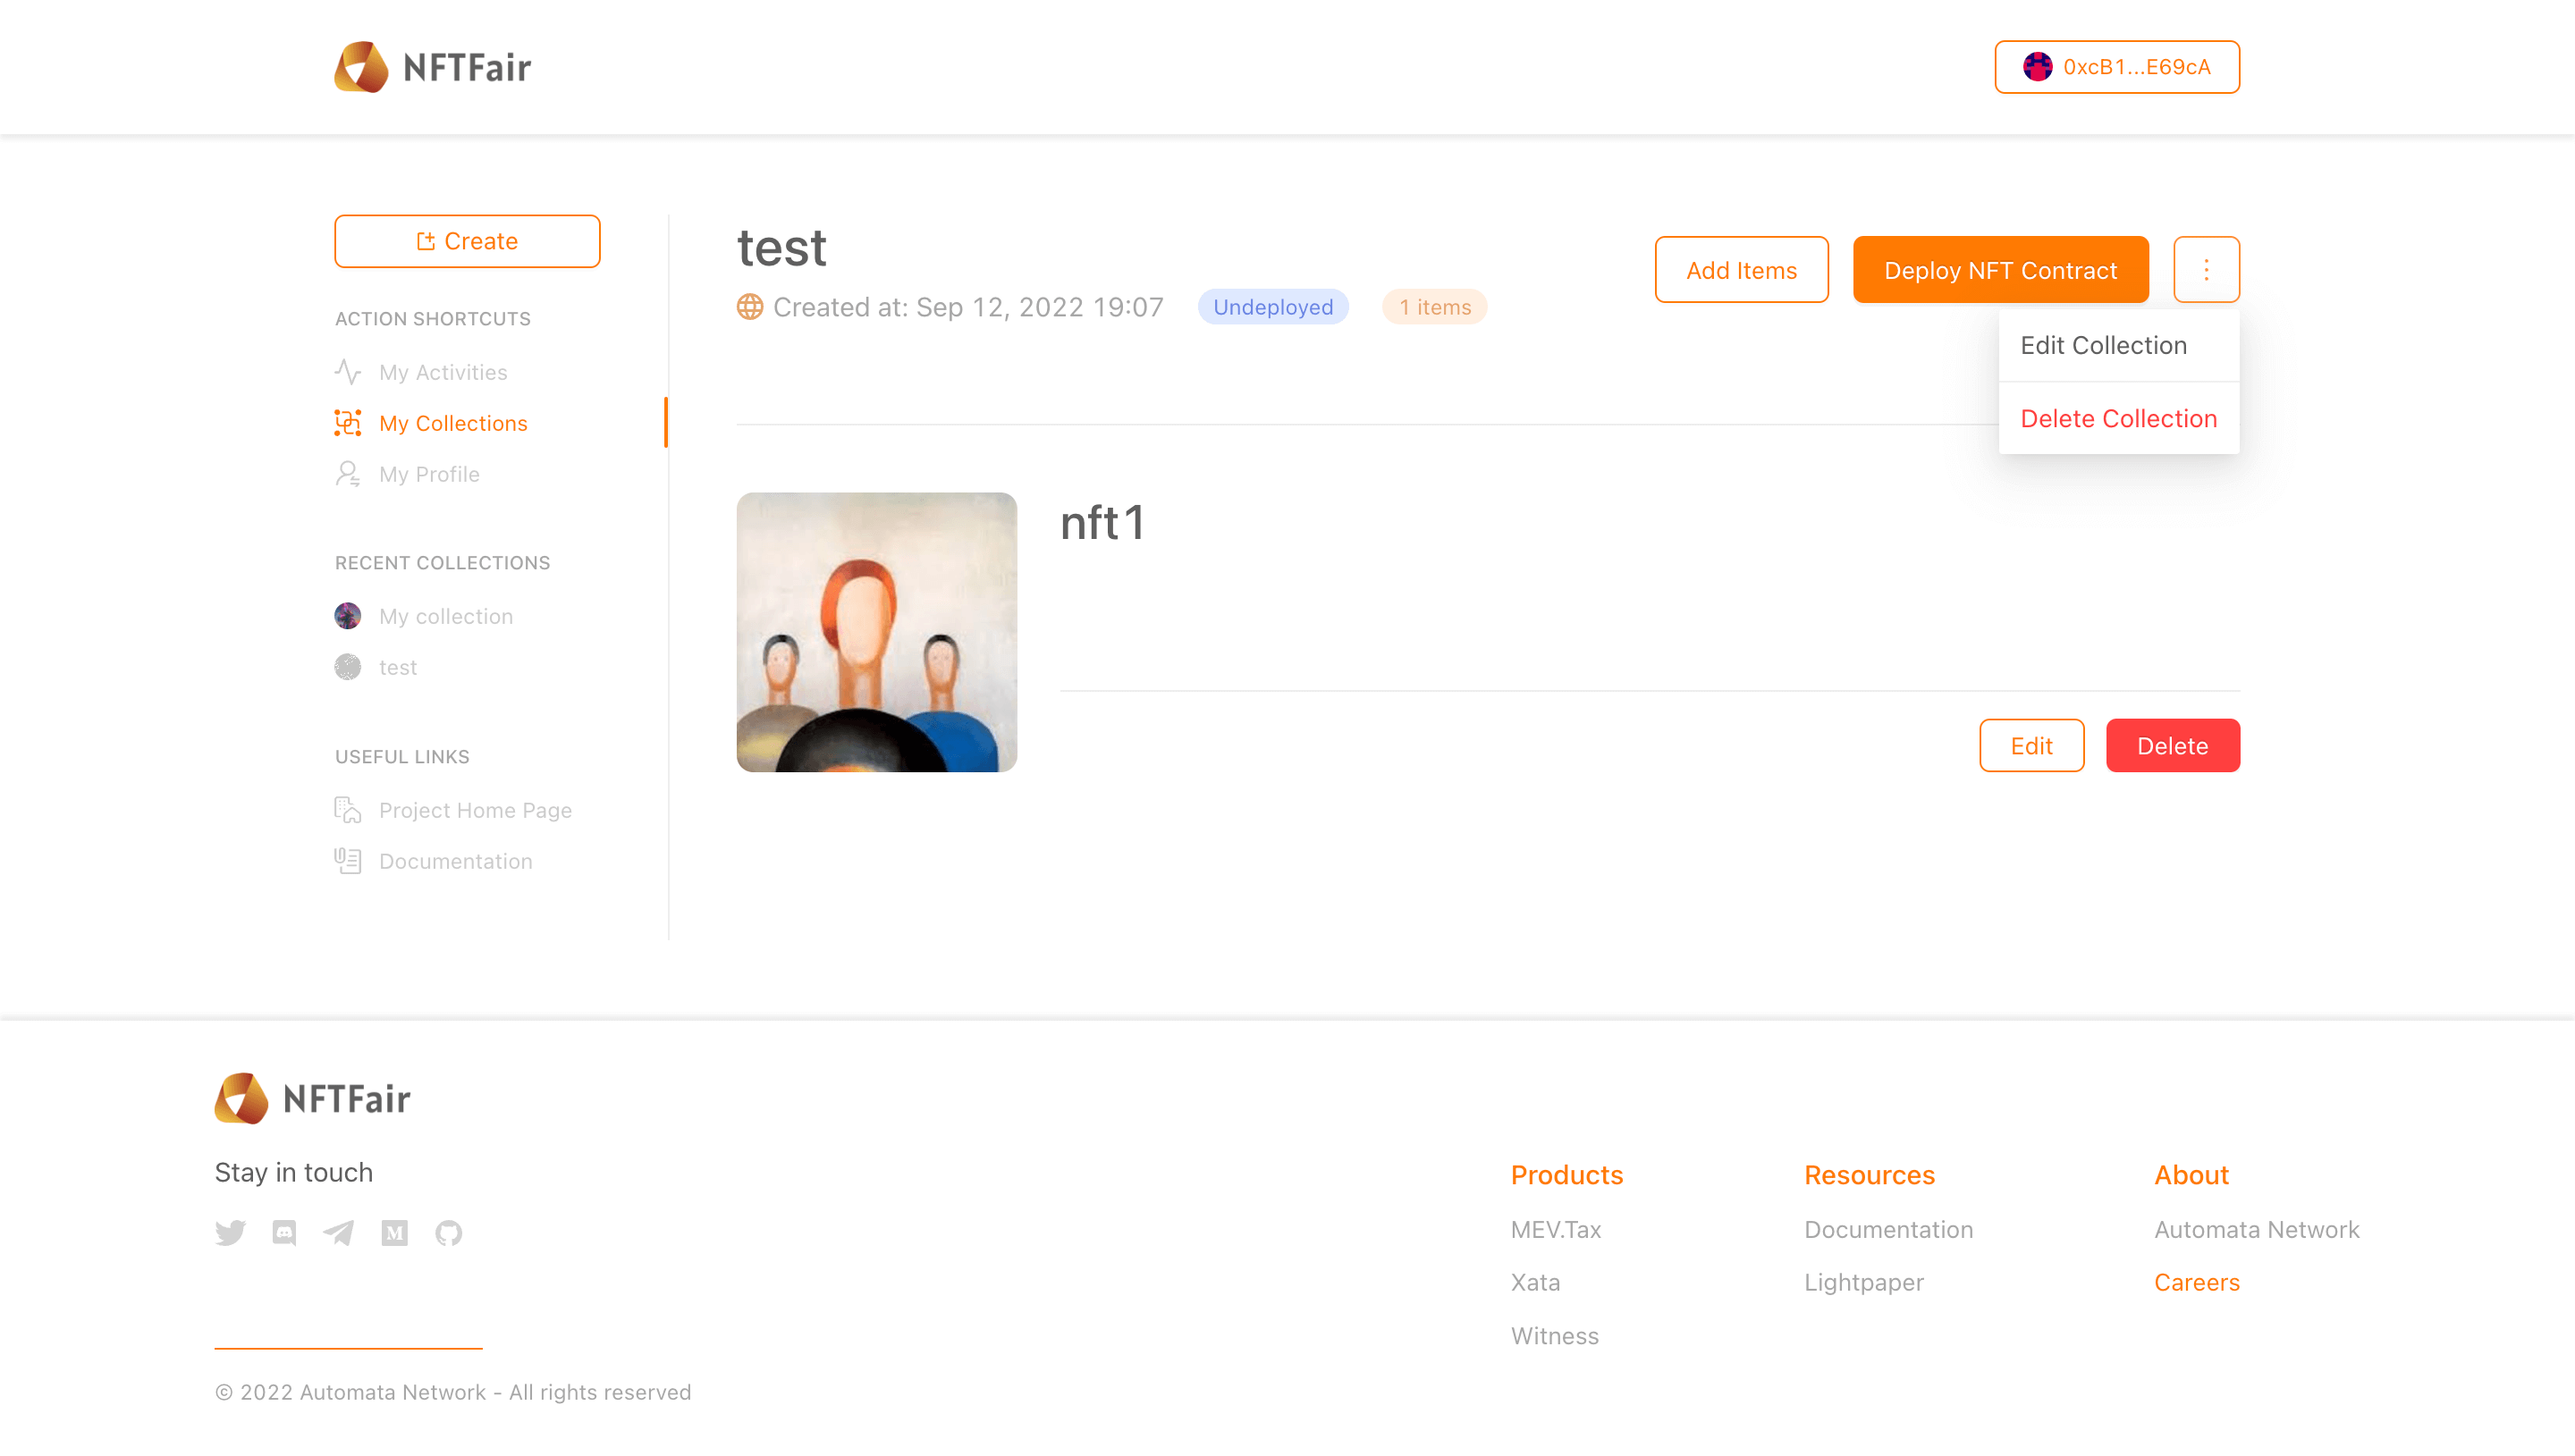 NFTFair
0xcB1...E69cA
Create
ACTION SHORTCUTS
My Activities
My Collections
My Profile
RECENT COLLECTIONS
My collection
test
USEFUL LINKS
Project Home Page
Documentation
test
Created at: Sep 12, 2022 19:07
Undeployed
1 items
Add Items
Deploy NFT Contract
Edit Collection
Delete Collection
nft1
Edit
Delete
NFTFair
Stay in touch
M
© 2022 Automata Network - All rights reserved
Products
MEV.Tax
Xata
Witness
Resources
Documentation
Lightpaper
About
Automata Network
Careers